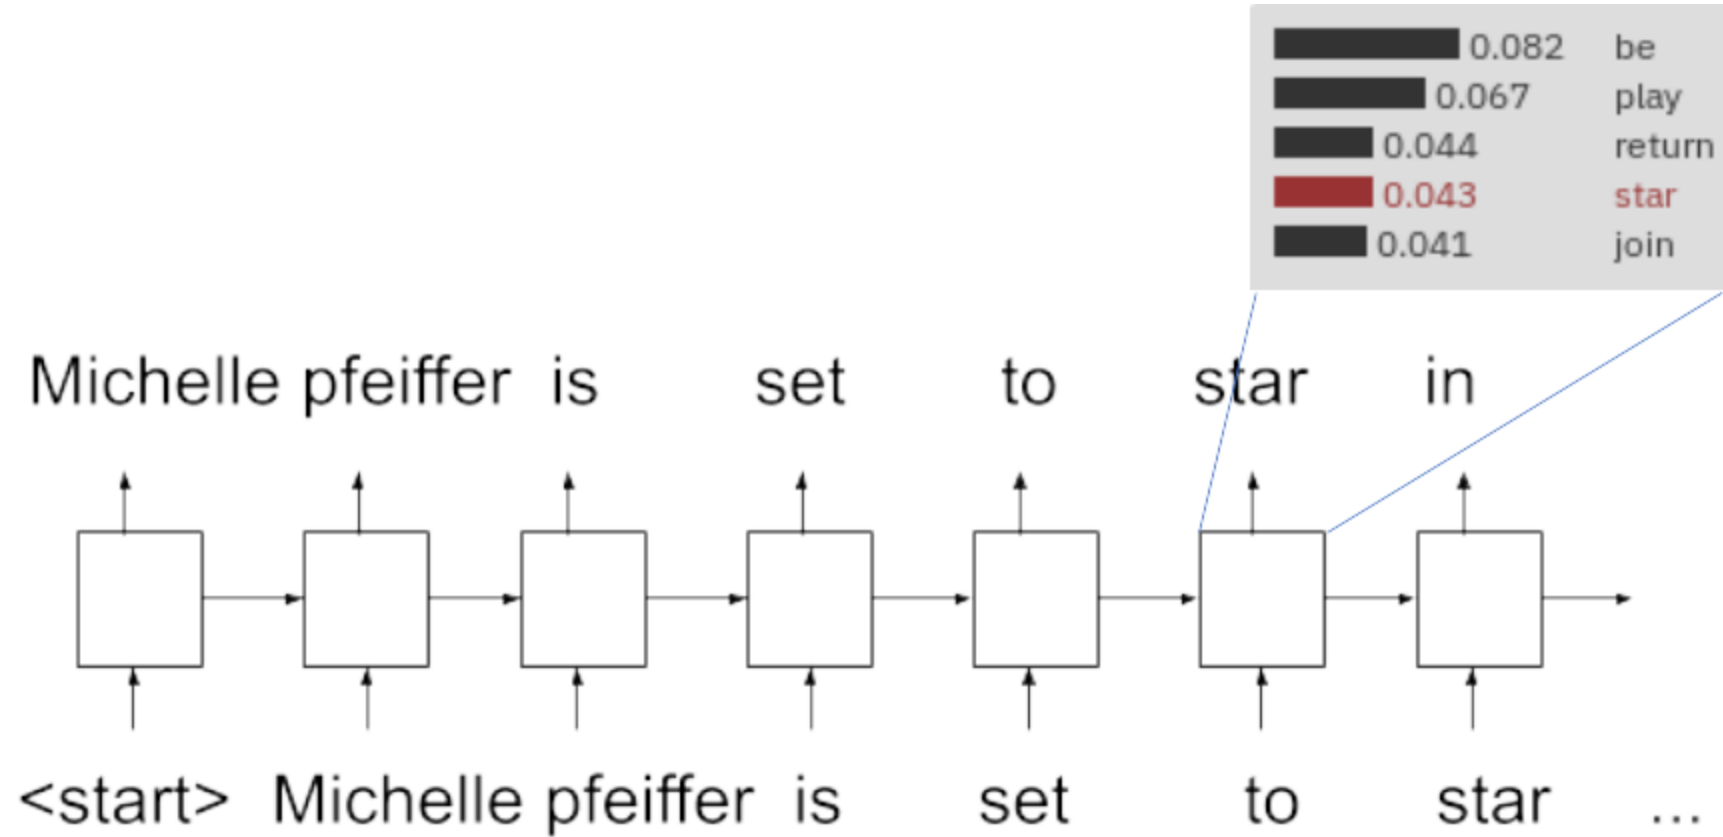 0.082 be
0.067 play
0.044 return
0.043 star
0.041 join
Michelle pfeiffer is set to star in
<start> Michelle pfeiffer is set to star ...